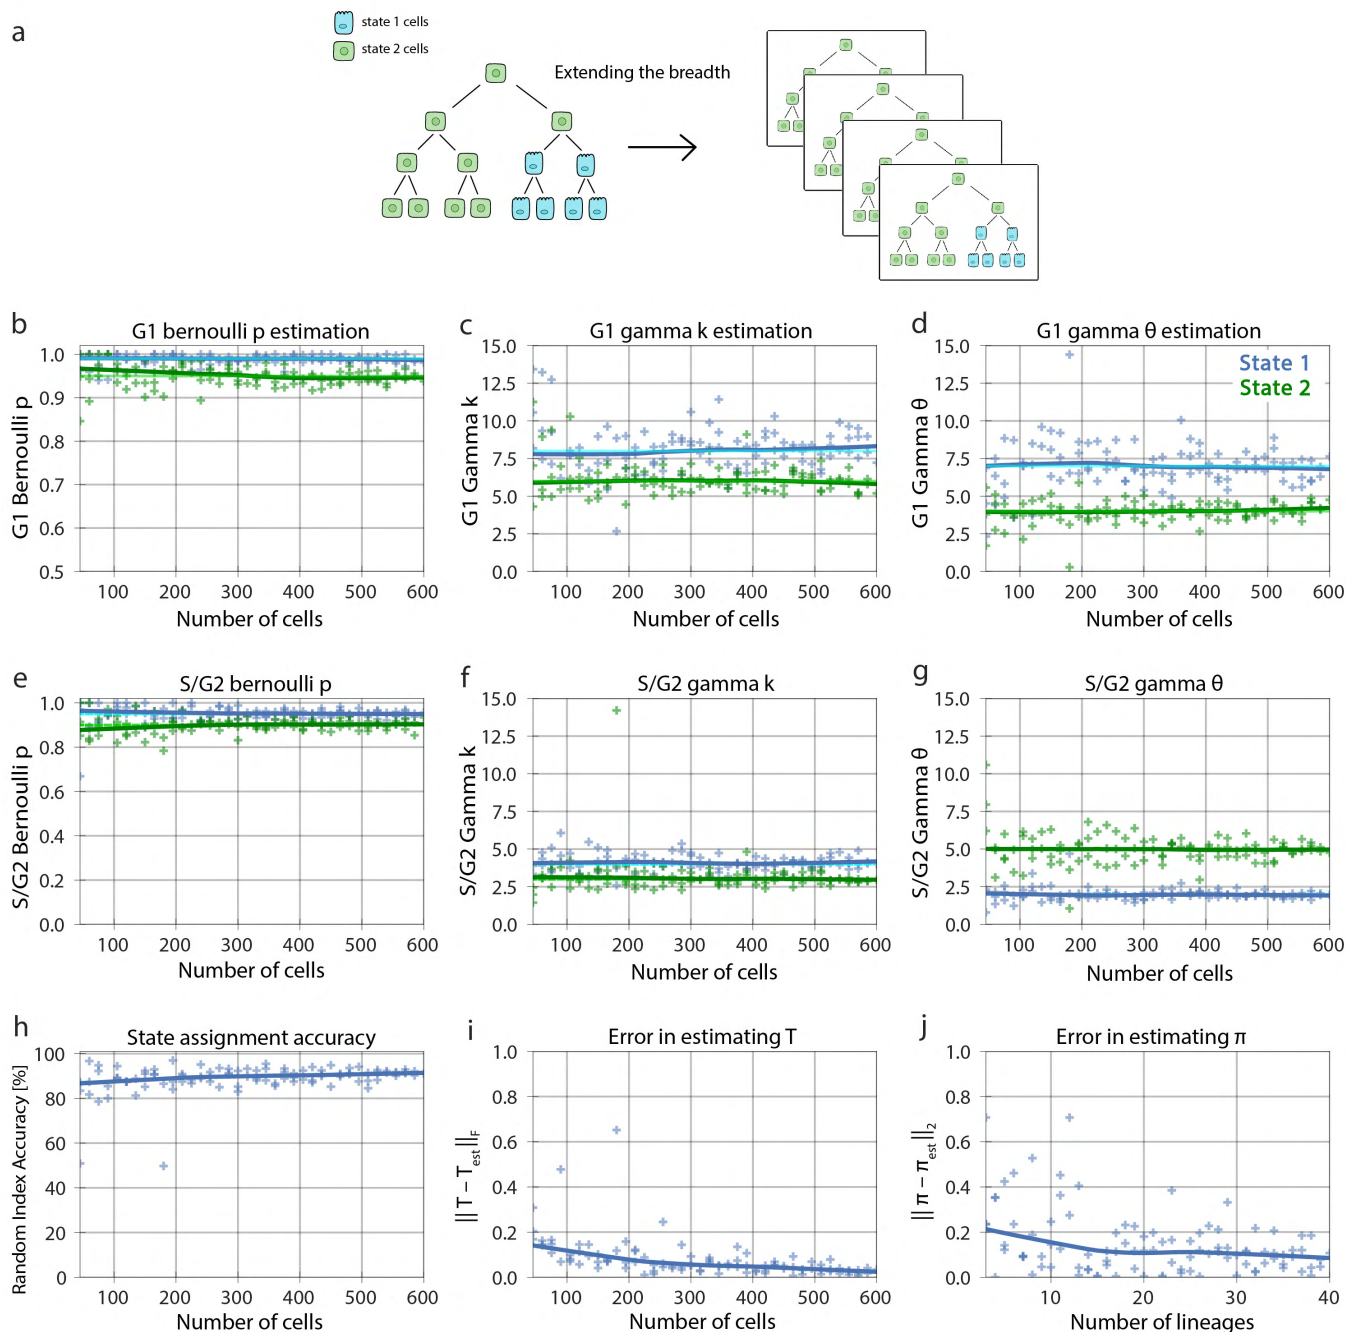 a
state 1 cells
state 2 cells
Extending the breadth
b
G1 bernoulli p estimation
G1 Bernoulli p
1.0
0.9
0.8
0.7
0.6
0.5
100 200 300 400 500 600
Number of cells
c
G1 gamma k estimation
G1 Gamma k
15.0
12.5
10.0
7.5
5.0
2.5
0.0
100 200 300 400 500 600
Number of cells
d
G1 gamma θ estimation
State 1
State 2
G1 Gamma θ
15.0
12.5
10.0
7.5
5.0
2.5
0.0
100 200 300 400 500 600
Number of cells
e
S/G2 bernoulli p
S/G2 Bernoulli p
1.0
0.8
0.6
0.4
0.2
0.0
100 200 300 400 500 600
Number of cells
f
S/G2 gamma k
S/G2 Gamma k
15.0
12.5
10.0
7.5
5.0
2.5
0.0
100 200 300 400 500 600
Number of cells
g
S/G2 gamma θ
S/G2 Gamma θ
15.0
12.5
10.0
7.5
5.0
2.5
0.0
100 200 300 400 500 600
Number of cells
h
State assignment accuracy
Random Index Accuracy [%]
100
80
60
40
20
0
100 200 300 400 500 600
Number of cells
i
Error in estimating T
|| T − T_est ||_F
1.0
0.8
0.6
0.4
0.2
0.0
100 200 300 400 500 600
Number of cells
j
Error in estimating π
|| π − π_est ||_2
1.0
0.8
0.6
0.4
0.2
0.0
10 20 30 40
Number of lineages